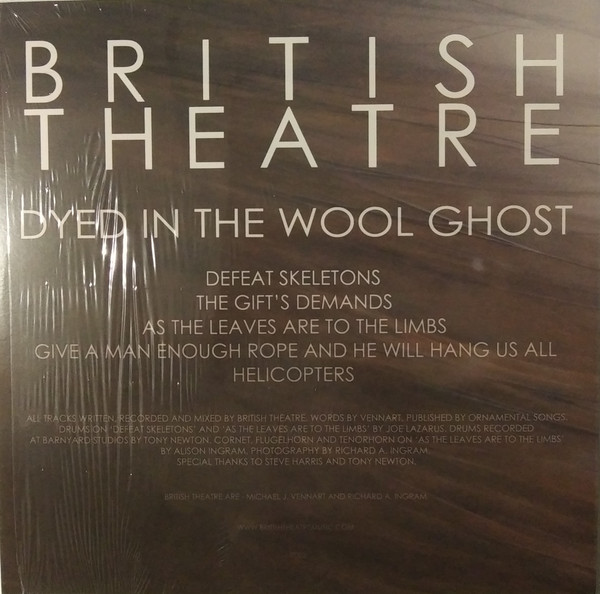 BRITISH
THEATRE
DYED IN THE WOOL GHOST
DEFEAT SKELETONS
THE GIFT'S DEMANDS
AS THE LEAVES ARE TO THE LIMBS
GIVE A MAN ENOUGH ROPE AND HE WILL HANG US ALL
HELICOPTERS
ALL TRACKS WRITTEN, RECORDED AND MIXED BY BRITISH THEATRE. WORDS BY VENNART. PUBLISHED BY ORNAMENTAL SONGS.
DRUMS ON 'DEFEAT SKELETONS' AND 'AS THE LEAVES ARE TO THE LIMBS' BY JOE LAZARUS. DRUMS RECORDED
AT BARNYARD STUDIOS BY TONY NEWTON. CORNET, FLUGELHORN AND TENORHORN ON 'AS THE LEAVES ARE TO THE LIMBS'
BY ALISON INGRAM. PHOTOGRAPHY BY RICHARD A. INGRAM.
SPECIAL THANKS TO STEVE HARRIS AND TONY NEWTON.
BRITISH THEATRE ARE - MICHAEL J. VENNART AND RICHARD A. INGRAM